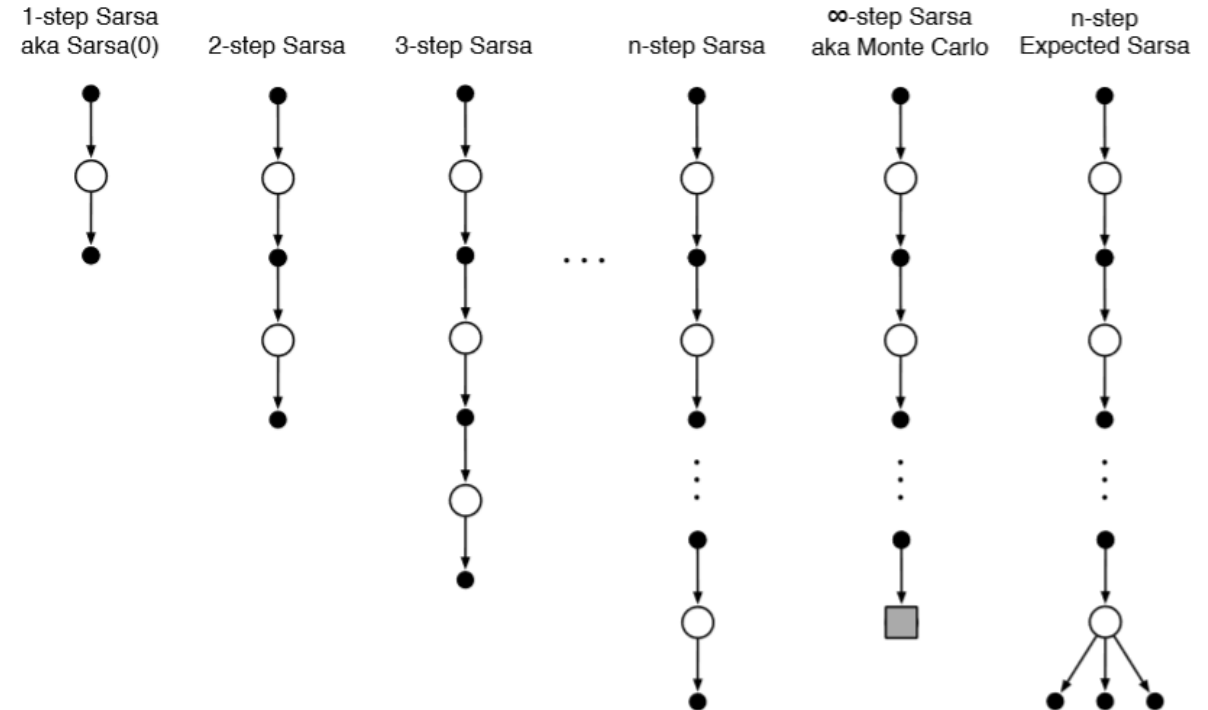 1-step Sarsa
aka Sarsa(0)
2-step Sarsa
3-step Sarsa
n-step Sarsa
∞-step Sarsa
aka Monte Carlo
n-step
Expected Sarsa